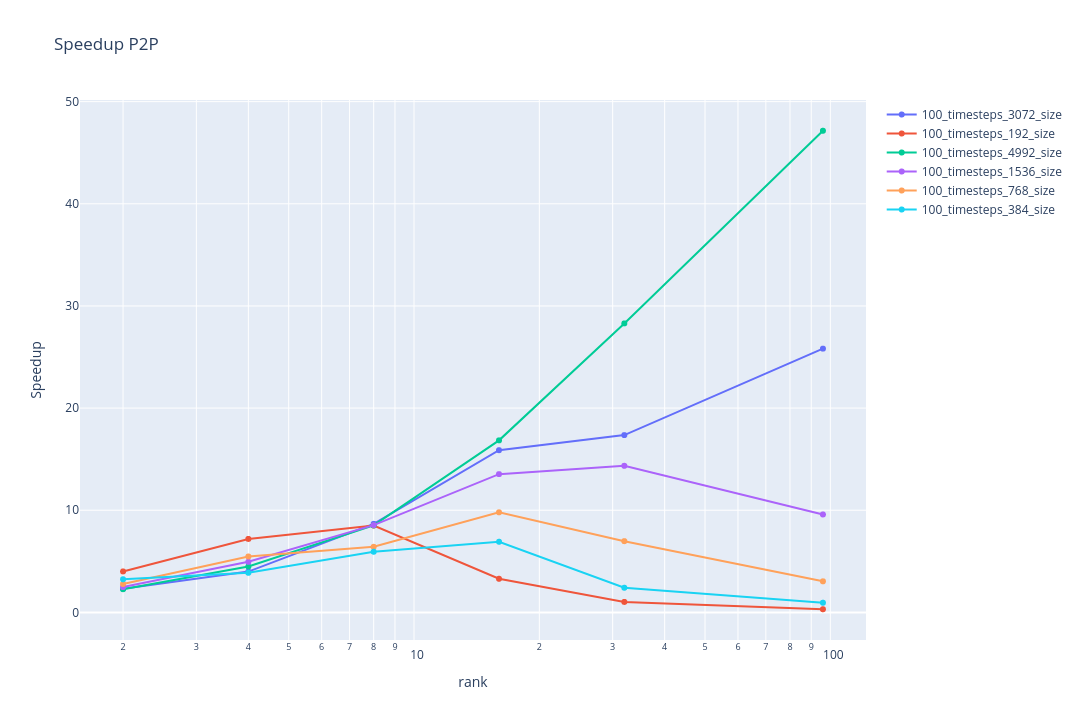 Speedup P2P
50
40
30
20
10
0
Speedup
2 3 4 5 6 7 8 9 10 2 3 4 5 6 7 8 9 100
rank
100_timesteps_3072_size
100_timesteps_192_size
100_timesteps_4992_size
100_timesteps_1536_size
100_timesteps_768_size
100_timesteps_384_size